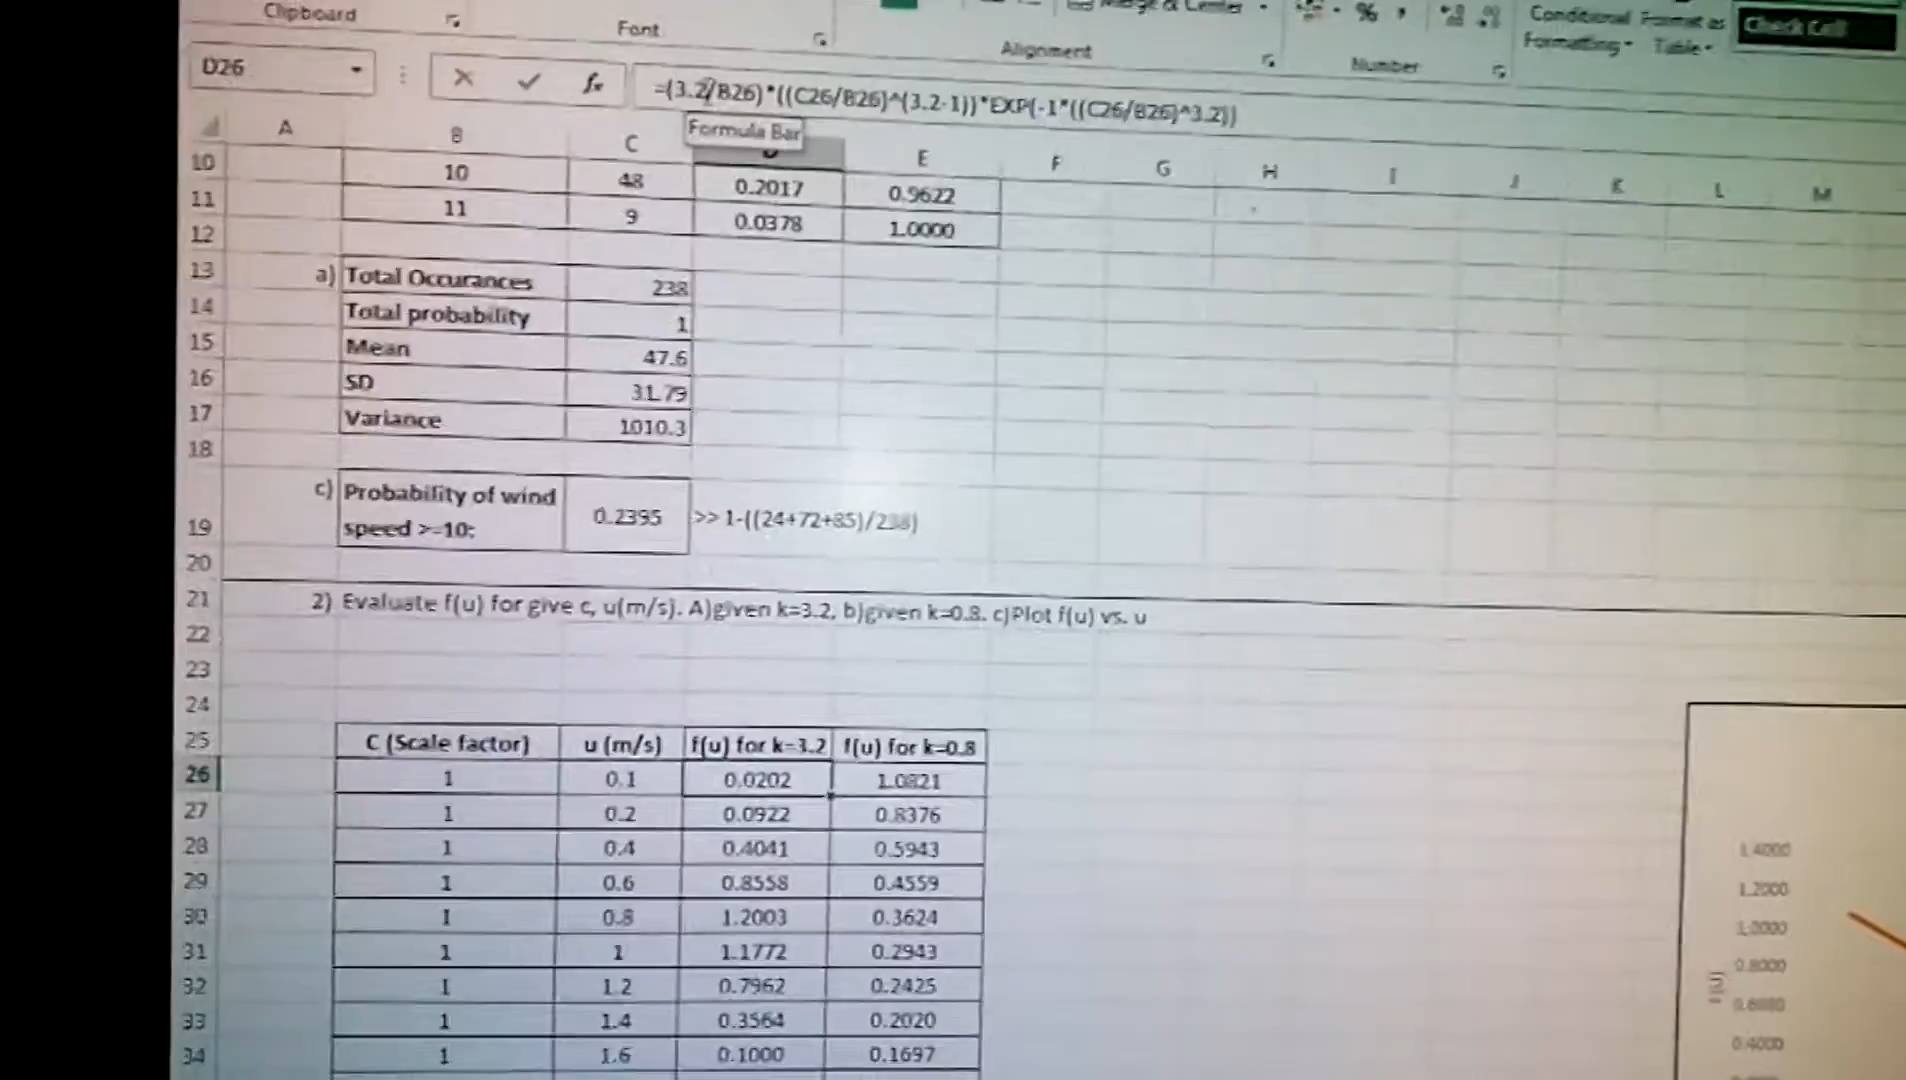 Clipboard
Font
Alignment
Number
Merge & Center
%
Conditional Format as
Formatting Table
Check Cell
D26
=(3.2/B26)*((C26/B26)^(3.2-1))*EXP(-1*((C26/B26)^3.2))
Formula Bar
A B C D E F G H I J K L M
10 10 48 0.2017 0.9622
11 11 9 0.0378 1.0000
12
13 a) Total Occurances 238
14 Total probability 1
15 Mean 47.6
16 SD 31.79
17 Variance 1010.3
18
c) Probability of wind
19 speed >=10: 0.2395 >> 1-((24+72+85)/238)
20
21 2) Evaluate f(u) for give c, u(m/s). A)given k=3.2, b)given k=0.8. c)Plot f(u) vs. u
22
23
24
25 C (Scale factor) u (m/s) f(u) for k=3.2 f(u) for k=0.8
26 1 0.1 0.0202 1.0821
27 1 0.2 0.0922 0.8376
28 1 0.4 0.4041 0.5943
29 1 0.6 0.8558 0.4559
30 1 0.8 1.2003 0.3624
31 1 1 1.1772 0.2943
32 1 1.2 0.7962 0.2425
33 1 1.4 0.3564 0.2020
34 1 1.6 0.1000 0.1697
1.4000
1.2000
1.0000
0.8000
0.6000
0.4000
f(u)